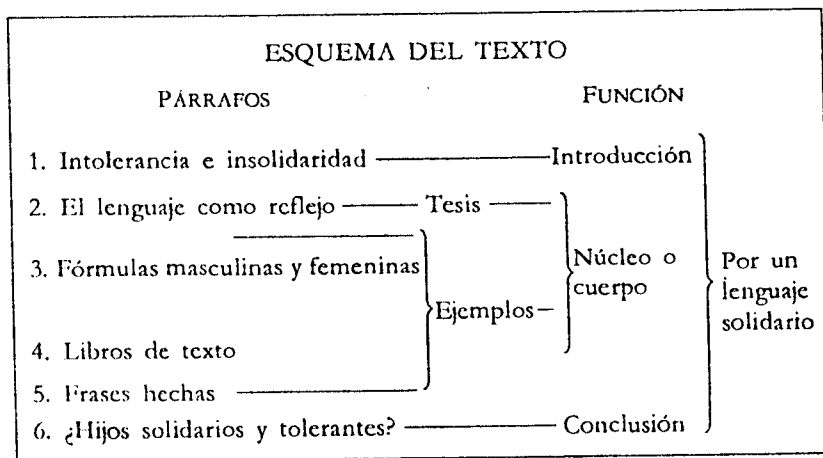 ESQUEMA DEL TEXTO
PÁRRAFOS FUNCIÓN
1. Intolerancia e insolidaridad Introducción
2. El lenguaje como reflejo Tesis
3. Fórmulas masculinas y femeninas
Núcleo o
cuerpo
Por un
lenguaje
solidario
Ejemplos
4. Libros de texto
5. Frases hechas
6. ¿Hijos solidarios y tolerantes? Conclusión